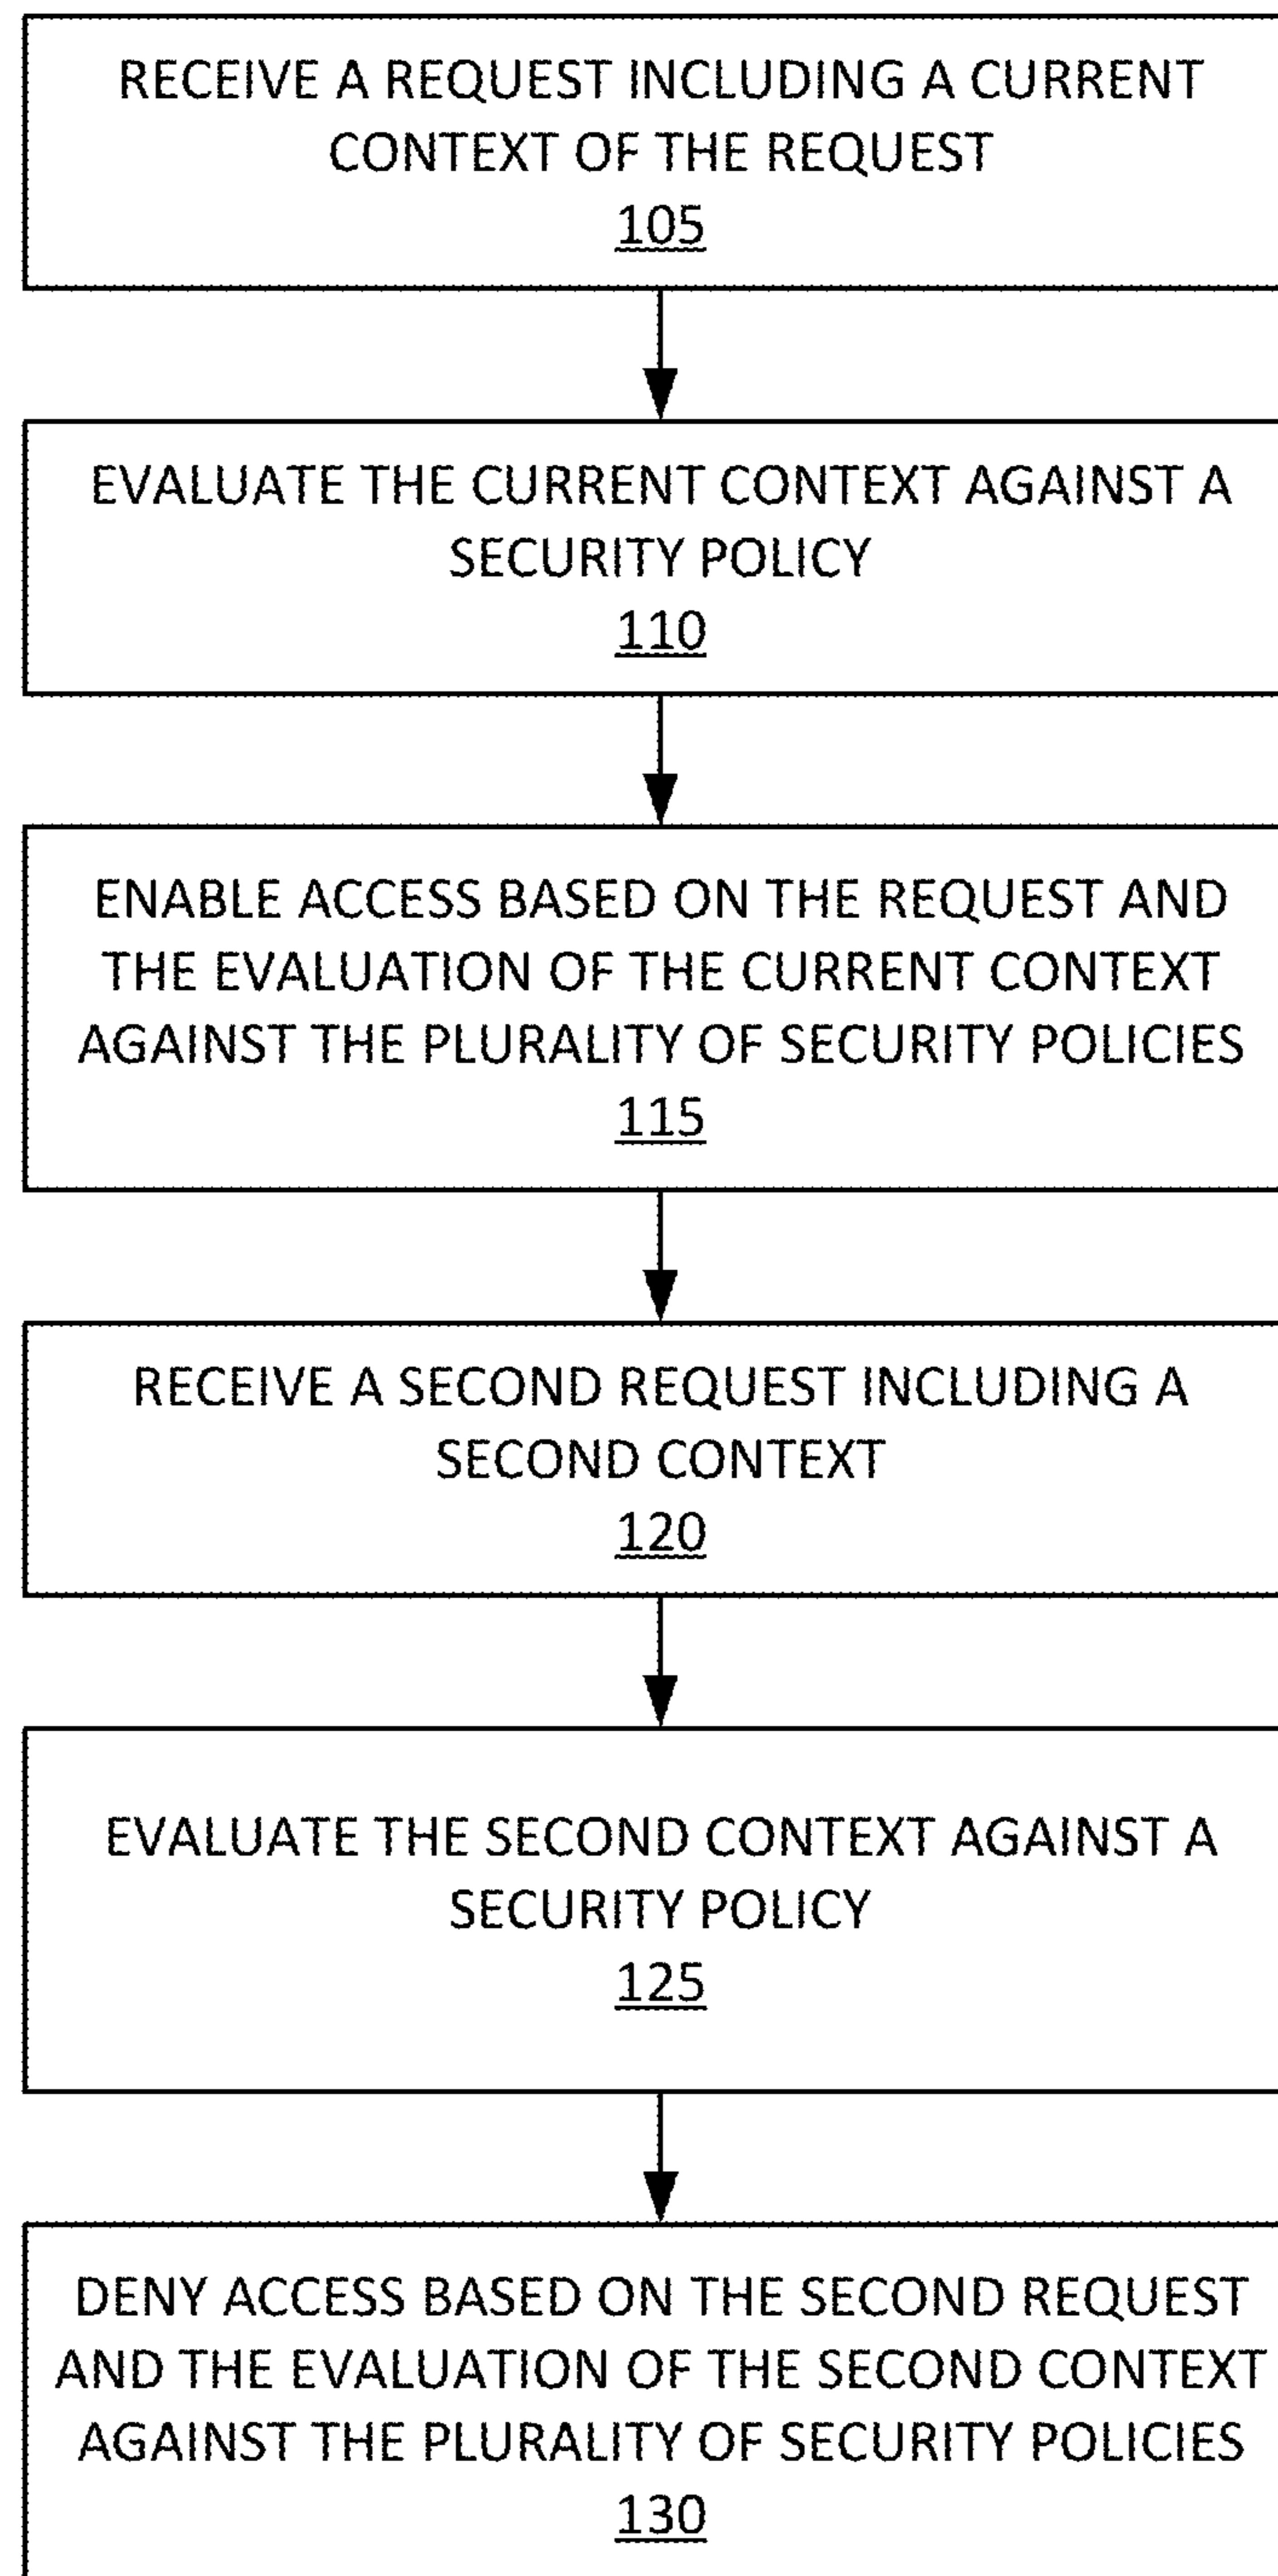 RECEIVE A REQUEST INCLUDING A CURRENT
CONTEXT OF THE REQUEST
105
EVALUATE THE CURRENT CONTEXT AGAINST A
SECURITY POLICY
110
ENABLE ACCESS BASED ON THE REQUEST AND
THE EVALUATION OF THE CURRENT CONTEXT
AGAINST THE PLURALITY OF SECURITY POLICIES
115
RECEIVE A SECOND REQUEST INCLUDING A
SECOND CONTEXT
120
EVALUATE THE SECOND CONTEXT AGAINST A
SECURITY POLICY
125
DENY ACCESS BASED ON THE SECOND REQUEST
AND THE EVALUATION OF THE SECOND CONTEXT
AGAINST THE PLURALITY OF SECURITY POLICIES
130